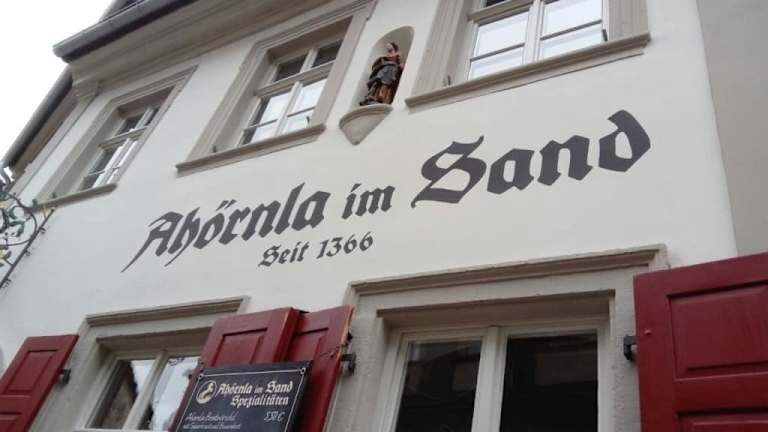 Ahörnla im Sand
Seit 1366
Ahörnla im Sand
Spezialitäten